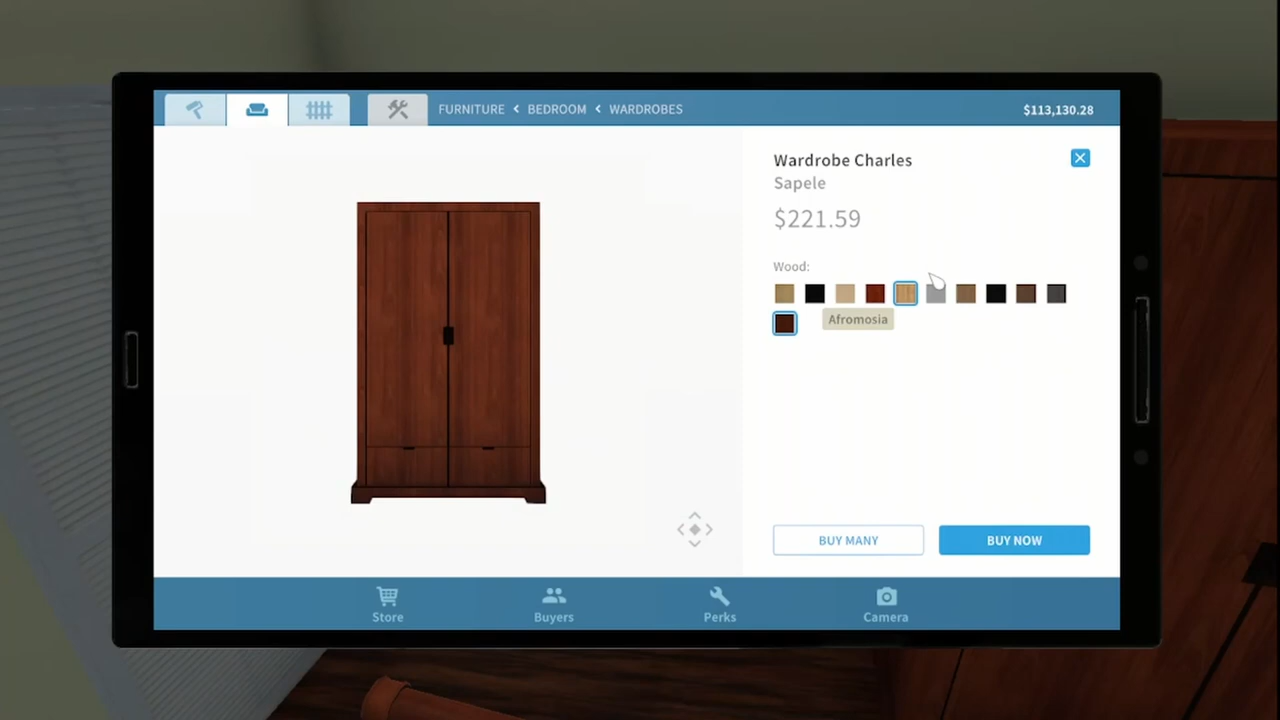 FURNITURE < BEDROOM < WARDROBES
$113,130.28
Wardrobe Charles
Sapele
$221.59
Wood:
Afromosia
BUY MANY
BUY NOW
Store
Buyers
Perks
Camera